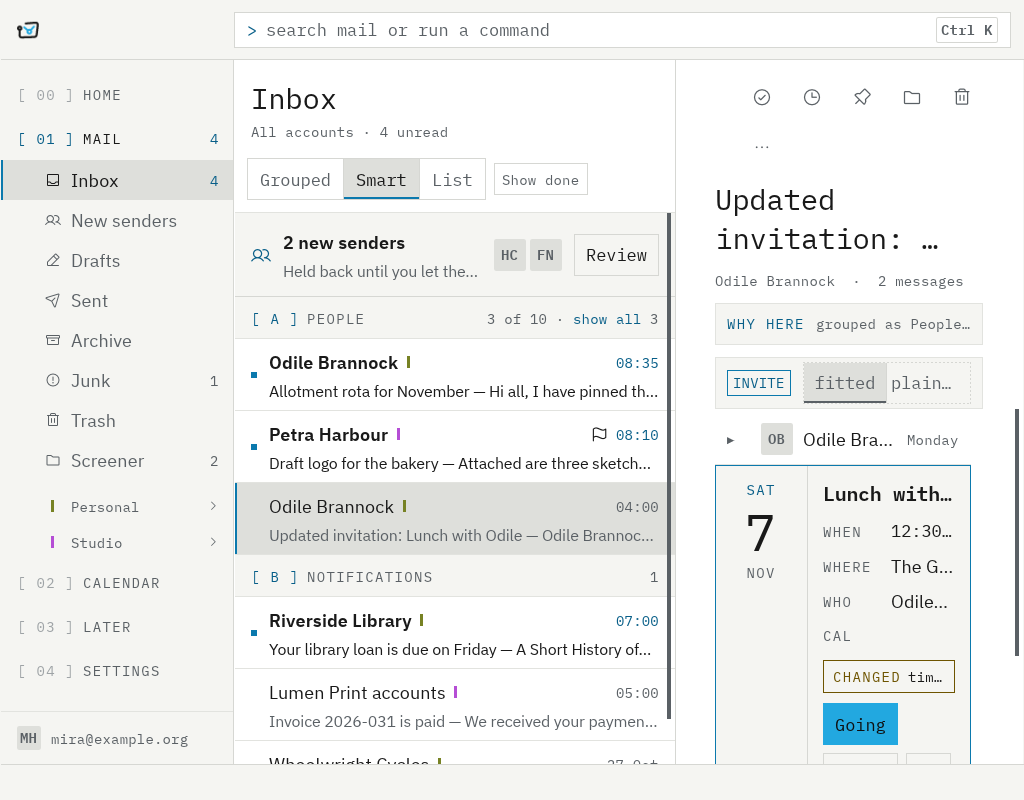 > search mail or run a command Ctrl K
[ 00 ] HOME
[ 01 ] MAIL 4
Inbox 4
New senders
Drafts
Sent
Archive
Junk 1
Trash
Screener 2
Personal
Studio
[ 02 ] CALENDAR
[ 03 ] LATER
[ 04 ] SETTINGS
MH mira@example.org
Inbox
All accounts · 4 unread
Grouped Smart List Show done
2 new senders
Held back until you let the…
HC FN Review
[ A ] PEOPLE 3 of 10 · show all 3
Odile Brannock 08:35
Allotment rota for November — Hi all, I have pinned th…
Petra Harbour 08:10
Draft logo for the bakery — Attached are three sketch…
Odile Brannock 04:00
Updated invitation: Lunch with Odile — Odile Brannoc…
[ B ] NOTIFICATIONS 1
Riverside Library 07:00
Your library loan is due on Friday — A Short History of…
Lumen Print accounts 05:00
Invoice 2026-031 is paid — We received your paymen…
Wheelwright Cycles 27 Oct
…
Updated
invitation: …
Odile Brannock · 2 messages
WHY HERE grouped as People…
INVITE fitted plain…
▸ OB Odile Bra… Monday
SAT
7
NOV
Lunch with…
WHEN 12:30…
WHERE The G…
WHO Odile…
CAL
CHANGED tim…
Going